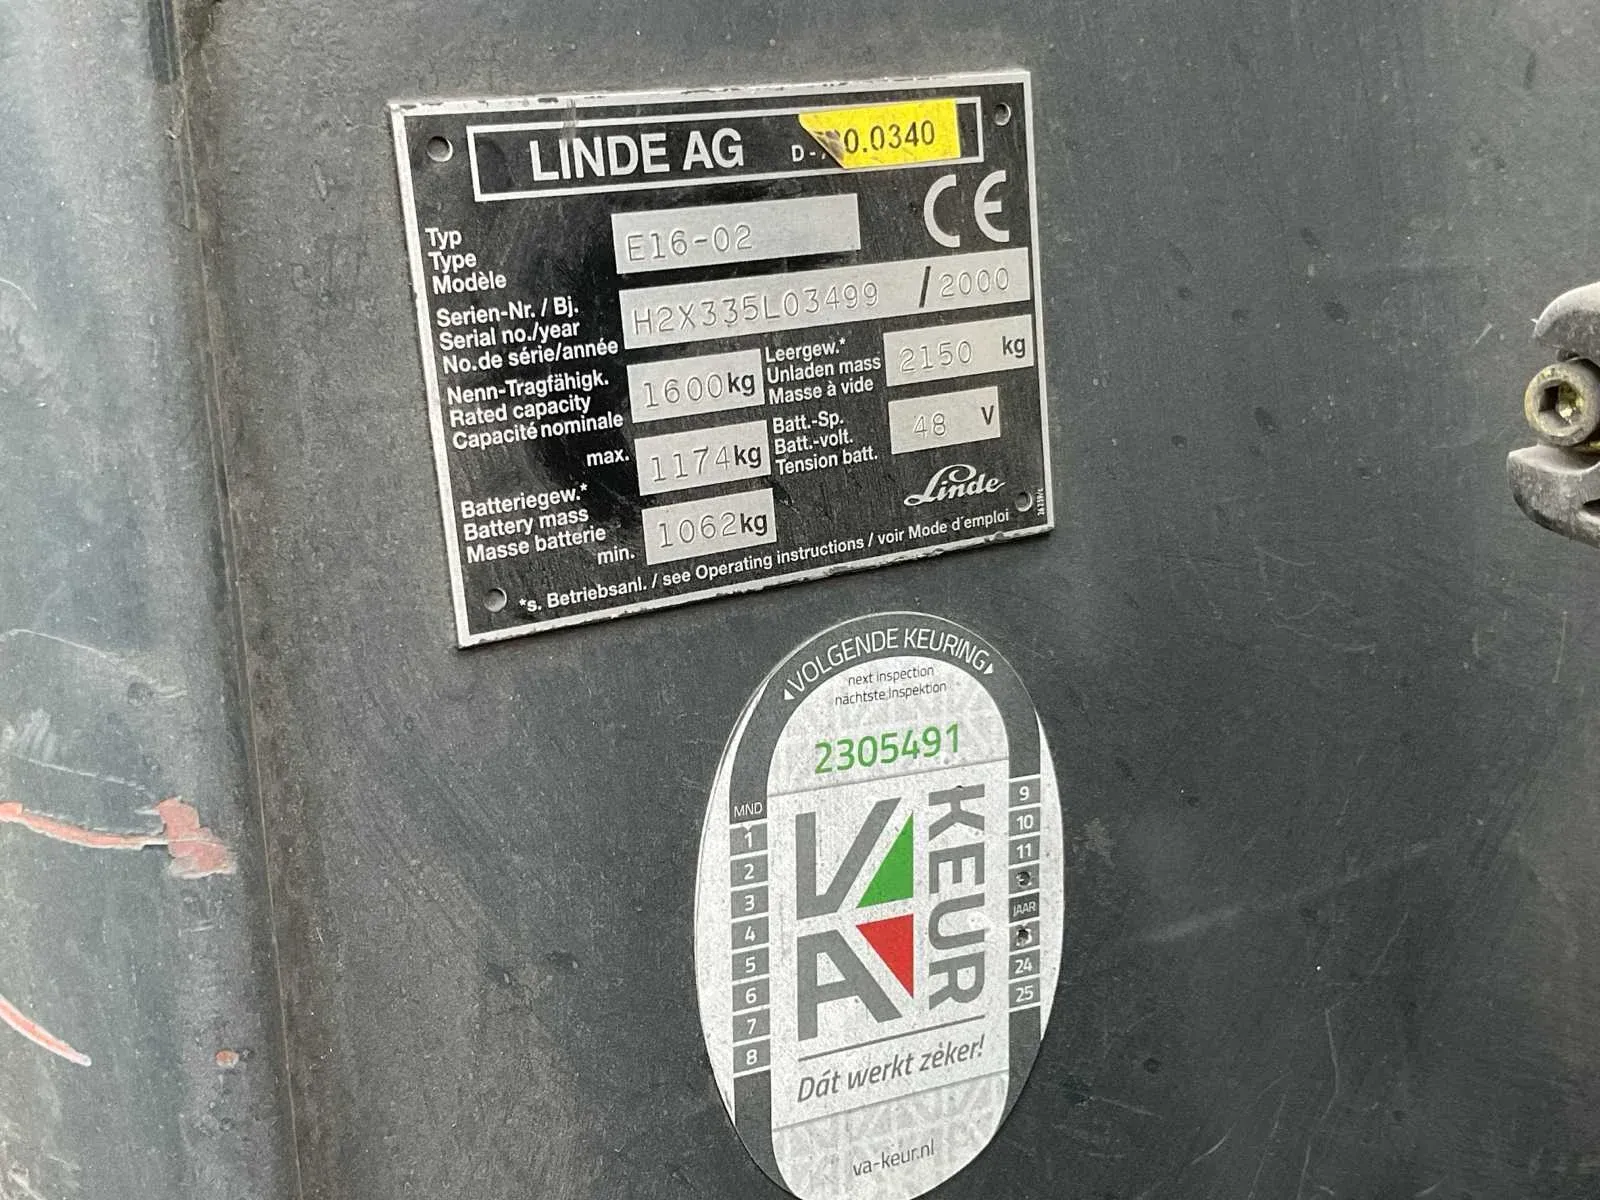 LINDE AG D-
0.0340
CE
Typ
Type
Modèle
E16-02
Serien-Nr. / Bj.
Serial no./year
No.de série/année
H2X335L03499 / 2000
Nenn-Tragfähigk.
Rated capacity
Capacité nominale
1600 kg
Leergew.*
Unladen mass
Masse à vide
2150 kg
max. 1174 kg
Batt.-Sp.
Batt.-volt.
Tension batt.
48 V
Batteriegew.*
Battery mass
Masse batterie
min. 1062 kg
Linde
*s. Betriebsanl. / see Operating instructions / voir Mode d'emploi
VOLGENDE KEURING
next inspection
nächtste inspektion
2305491
VA
KEUR
MND
1
2
3
4
5
6
7
8
9
10
11
JAAR
24
25
Dát werkt zèker!
va-keur.nl